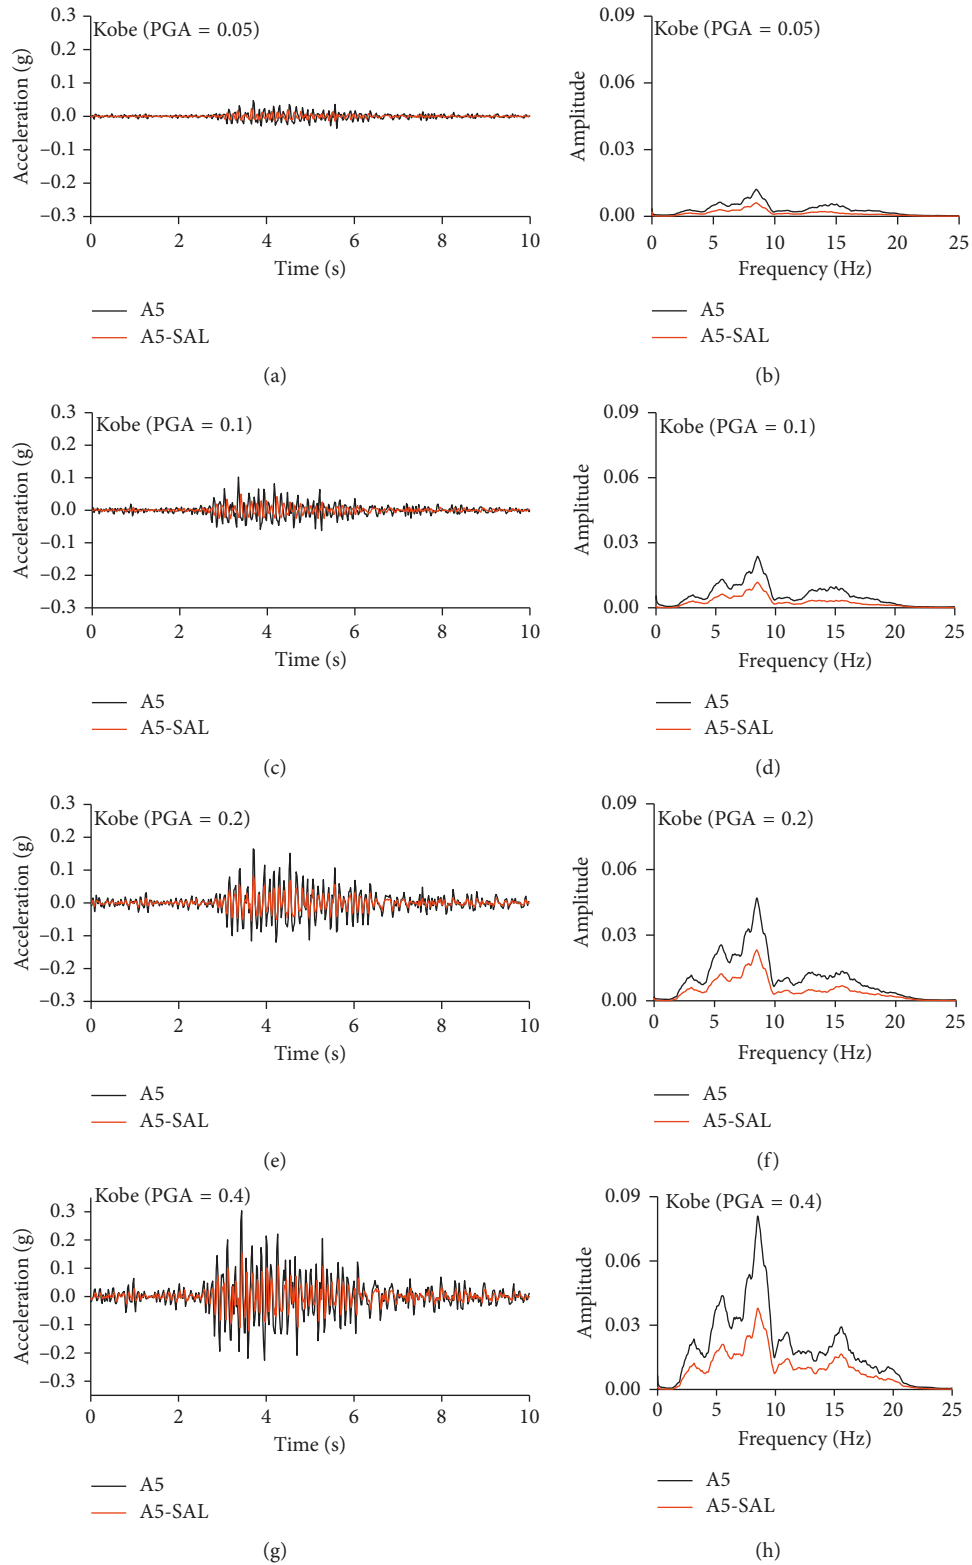 Kobe (PGA = 0.05)
Acceleration (g)
0.3
0.2
0.1
0.0
–0.1
–0.2
–0.3
0 2 4 6 8 10
Time (s)
A5
A5-SAL
(a)
Kobe (PGA = 0.05)
Amplitude
0.09
0.06
0.03
0.00
0 5 10 15 20 25
Frequency (Hz)
A5
A5-SAL
(b)
Kobe (PGA = 0.1)
Acceleration (g)
0.3
0.2
0.1
0.0
–0.1
–0.2
–0.3
0 2 4 6 8 10
Time (s)
A5
A5-SAL
(c)
Kobe (PGA = 0.1)
Amplitude
0.09
0.06
0.03
0.00
0 5 10 15 20 25
Frequency (Hz)
A5
A5-SAL
(d)
Kobe (PGA = 0.2)
Acceleration (g)
0.3
0.2
0.1
0.0
–0.1
–0.2
–0.3
0 2 4 6 8 10
Time (s)
A5
A5-SAL
(e)
Kobe (PGA = 0.2)
Amplitude
0.09
0.06
0.03
0.00
0 5 10 15 20 25
Frequency (Hz)
A5
A5-SAL
(f)
Kobe (PGA = 0.4)
Acceleration (g)
0.3
0.2
0.1
0.0
–0.1
–0.2
–0.3
0 2 4 6 8 10
Time (s)
A5
A5-SAL
(g)
Kobe (PGA = 0.4)
Amplitude
0.09
0.06
0.03
0.00
0 5 10 15 20 25
Frequency (Hz)
A5
A5-SAL
(h)